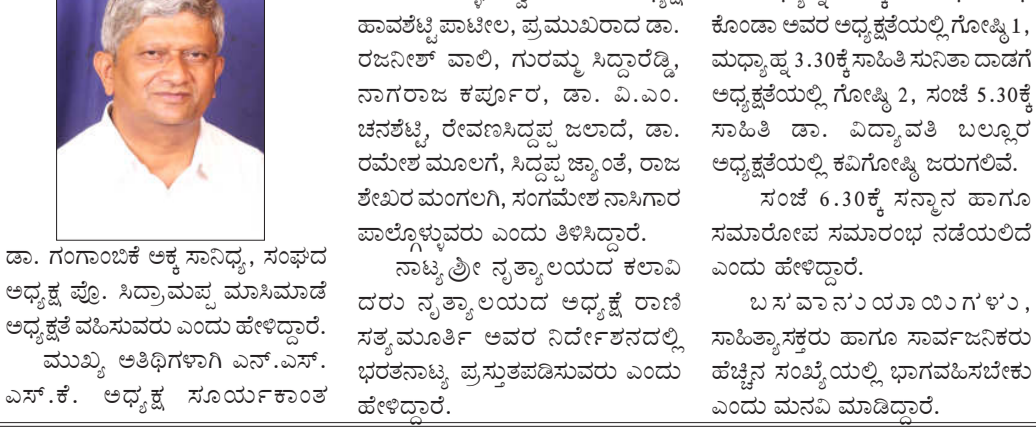 ಡಾ. ಗಂಗಾಂಬಿಕೆ ಅಕ್ಕ ಸಾನಿಧ್ಯ, ಸಂಘದ
ಅಧ್ಯಕ್ಷ ಪ್ರೊ. ಸಿದ್ರಾಮಪ್ಪ ಮಾಸಿಮಾಡೆ
ಅಧ್ಯಕ್ಷತೆ ವಹಿಸುವರು ಎಂದು ಹೇಳಿದ್ದಾರೆ.
ಮುಖ್ಯ ಅತಿಥಿಗಳಾಗಿ ಎನ್.ಎಸ್.
ಎಸ್.ಕೆ. ಅಧ್ಯಕ್ಷ ಸೂರ್ಯಕಾಂತ
ಹಾವಶೆಟ್ಟಿ ಪಾಟೀಲ, ಪ್ರಮುಖರಾದ ಡಾ.
ರಜನೀಶ್ ವಾಲಿ, ಗುರಮ್ಮ ಸಿದ್ದಾರೆಡ್ಡಿ,
ನಾಗರಾಜ ಕರ್ಪೂರ, ಡಾ. ವಿ.ಎಂ.
ಚನಶೆಟ್ಟಿ, ರೇವಣಸಿದ್ದಪ್ಪ ಜಲಾದೆ, ಡಾ.
ರಮೇಶ ಮೂಲಗೆ, ಸಿದ್ದಪ್ಪ ಜ್ಯಾಂತೆ, ರಾಜ
ಶೇಖರ ಮಂಗಲಗಿ, ಸಂಗಮೇಶ ನಾಸಿಗಾರ
ಪಾಲ್ಗೊಳ್ಳುವರು ಎಂದು ತಿಳಿಸಿದ್ದಾರೆ.
ನಾಟ್ಯಶ್ರೀ ನೃತ್ಯಾಲಯದ ಕಲಾವಿ
ದರು ನೃತ್ಯಾಲಯದ ಅಧ್ಯಕ್ಷೆ ರಾಣಿ
ಸತ್ಯಮೂರ್ತಿ ಅವರ ನಿರ್ದೇಶನದಲ್ಲಿ
ಭರತನಾಟ್ಯ ಪ್ರಸ್ತುತಪಡಿಸುವರು ಎಂದು
ಹೇಳಿದ್ದಾರೆ.
ಕೊಂಡಾ ಅವರ ಅಧ್ಯಕ್ಷತೆಯಲ್ಲಿ ಗೋಷ್ಠಿ 1,
ಮಧ್ಯಾಹ್ನ 3.30ಕ್ಕೆ ಸಾಹಿತಿ ಸುನಿತಾ ದಾಡಗೆ
ಅಧ್ಯಕ್ಷತೆಯಲ್ಲಿ ಗೋಷ್ಠಿ 2, ಸಂಜೆ 5.30ಕ್ಕೆ
ಸಾಹಿತಿ ಡಾ. ವಿದ್ಯಾವತಿ ಬಲ್ಲೂರ
ಅಧ್ಯಕ್ಷತೆಯಲ್ಲಿ ಕವಿಗೋಷ್ಠಿ ಜರುಗಲಿವೆ.
ಸಂಜೆ 6.30ಕ್ಕೆ ಸನ್ಮಾನ ಹಾಗೂ
ಸಮಾರೋಪ ಸಮಾರಂಭ ನಡೆಯಲಿದೆ
ಎಂದು ಹೇಳಿದ್ದಾರೆ.
ಬಸವಾನುಯಾಯಿಗಳು,
ಸಾಹಿತ್ಯಾಸಕ್ತರು ಹಾಗೂ ಸಾರ್ವಜನಿಕರು
ಹೆಚ್ಚಿನ ಸಂಖ್ಯೆಯಲ್ಲಿ ಭಾಗವಹಿಸಬೇಕು
ಎಂದು ಮನವಿ ಮಾಡಿದ್ದಾರೆ.